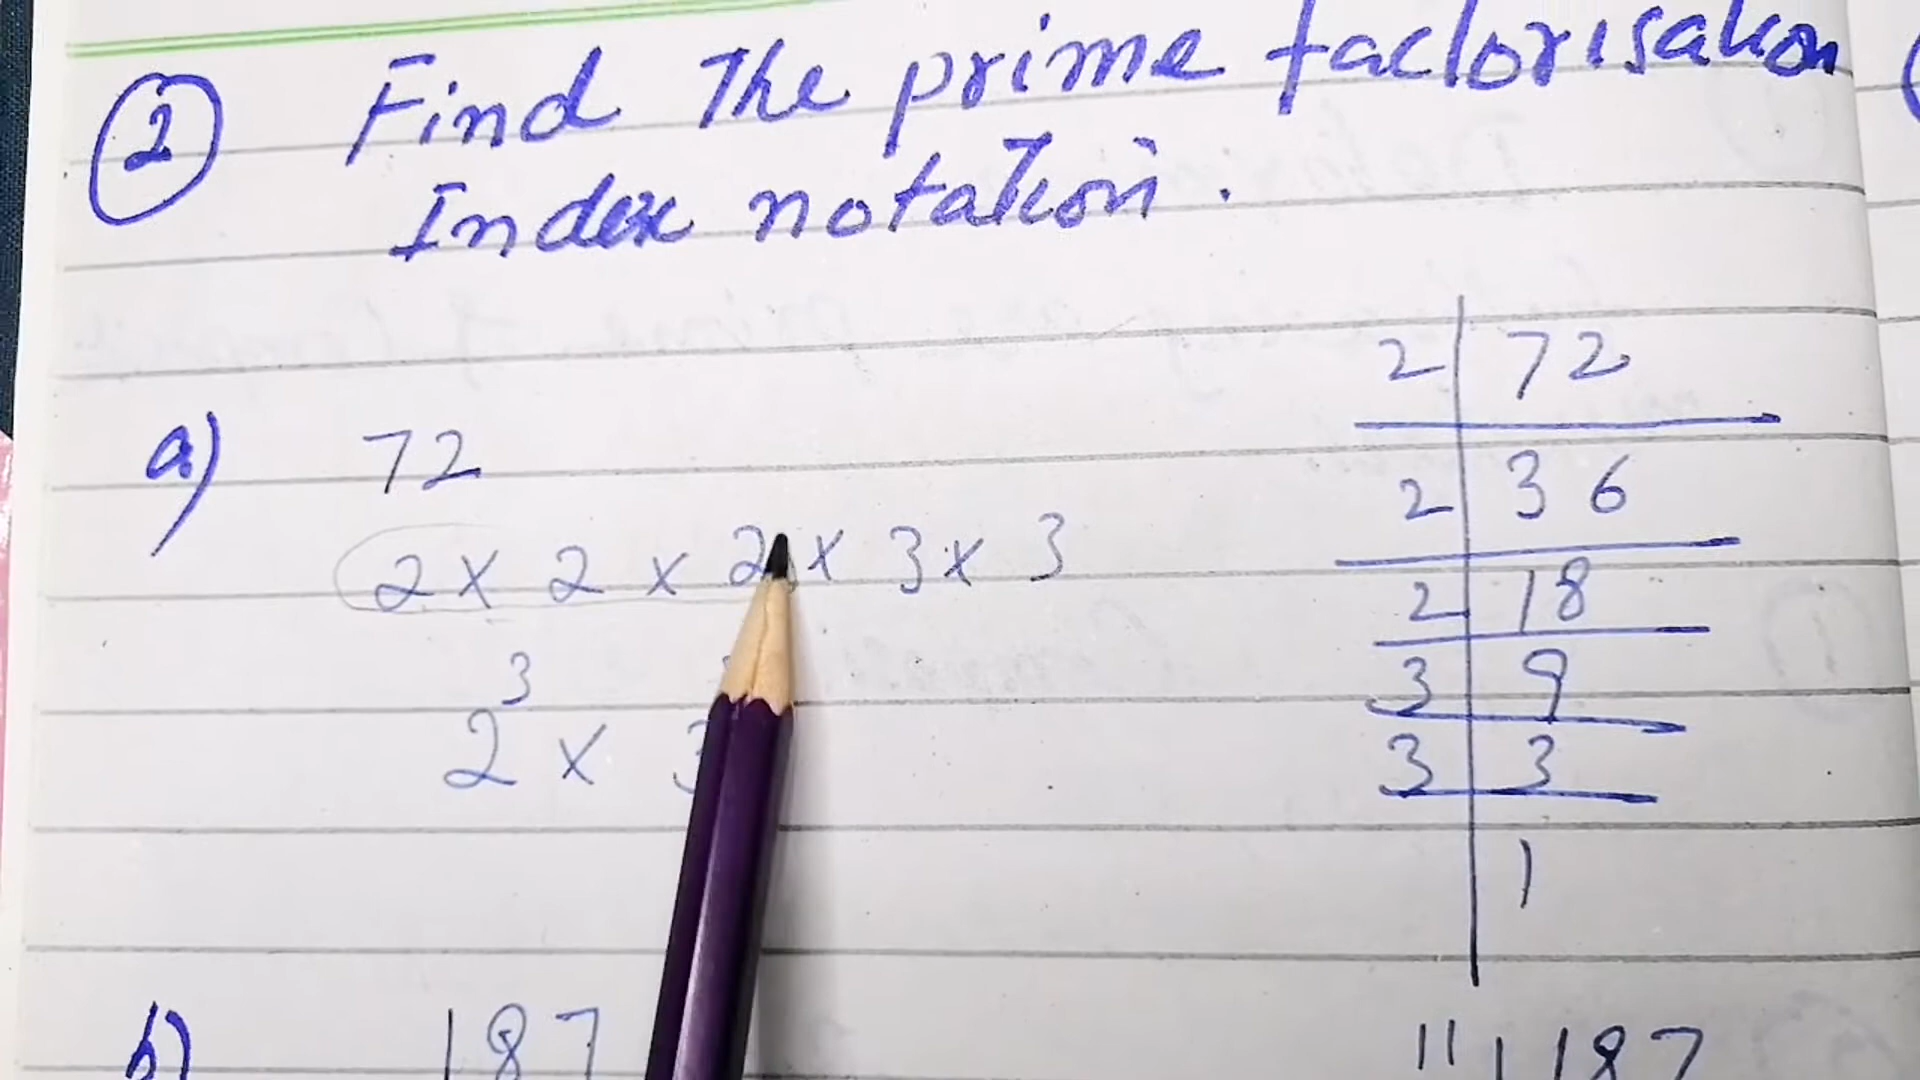 2 Find The prime factorisation (
Index notation.
a) 72
2 × 2 × 2 × 3 × 3
2³ × 3
2 | 72
2 | 36
2 | 18
3 | 9
3 | 3
1
b) 187
11 | 187